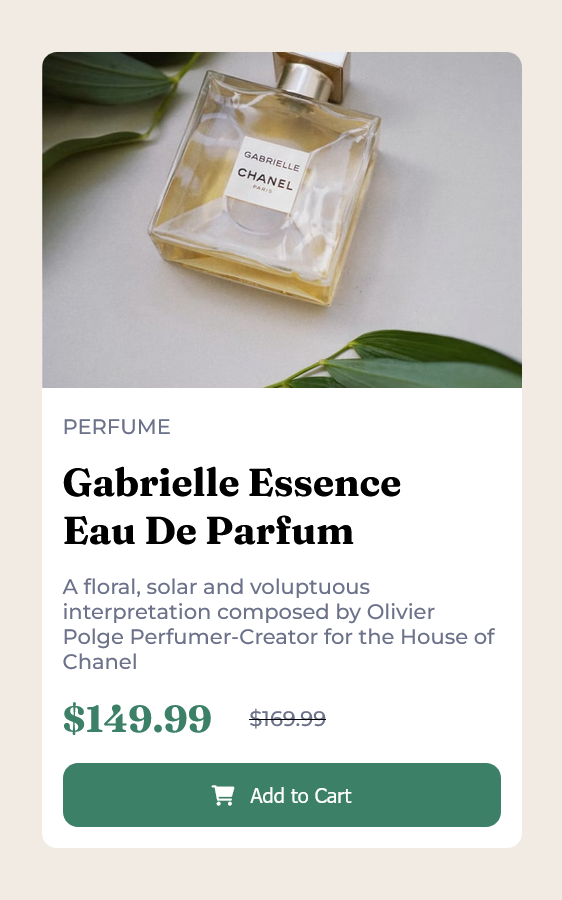 GABRIELLE
CHANEL
PARIS
PERFUME
Gabrielle Essence
Eau De Parfum
A floral, solar and voluptuous
interpretation composed by Olivier
Polge Perfumer-Creator for the House of
Chanel
$149.99 $169.99
Add to Cart